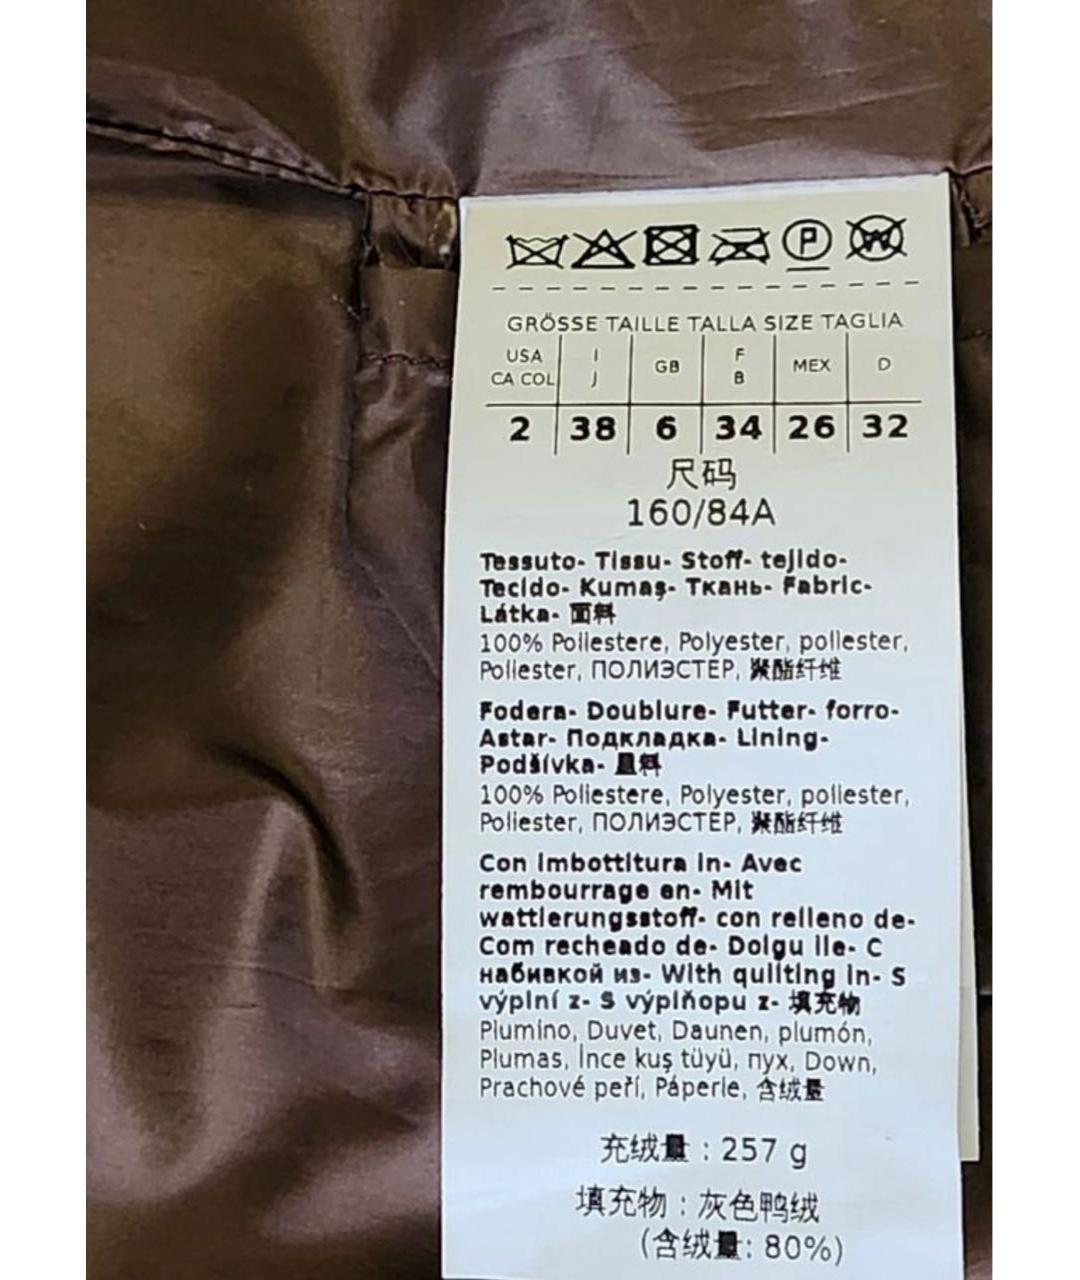 GRÖSSE TAILLE TALLA SIZE TAGLIA
USA CA COL I J GB F B MEX D
2 38 6 34 26 32
尺码
160/84A
Tessuto- Tissu- Stoff- tejido-
Tecido- Kumaş- Ткань- Fabric-
Látka- 面料
100% Poliestere, Polyester, poliester,
Poliester, ПОЛИЭСТЕР, 聚酯纤维
Fodera- Doublure- Futter- forro-
Astar- Подкладка- Lining-
Podšívka- 里料
100% Poliestere, Polyester, poliester,
Poliester, ПОЛИЭСТЕР, 聚酯纤维
Con imbottitura in- Avec
rembourrage en- Mit
wattierungsstoff- con relleno de-
Com recheado de- Dolgu ile- С
набивкой из- With quilting in- S
výplní z- S výplňopu z- 填充物
Piumino, Duvet, Daunen, plumón,
Plumas, İnce kuş tüyü, пух, Down,
Prachové peří, Páperie, 含绒量
充绒量 : 257 g
填充物 : 灰色鸭绒
(含绒量: 80%)